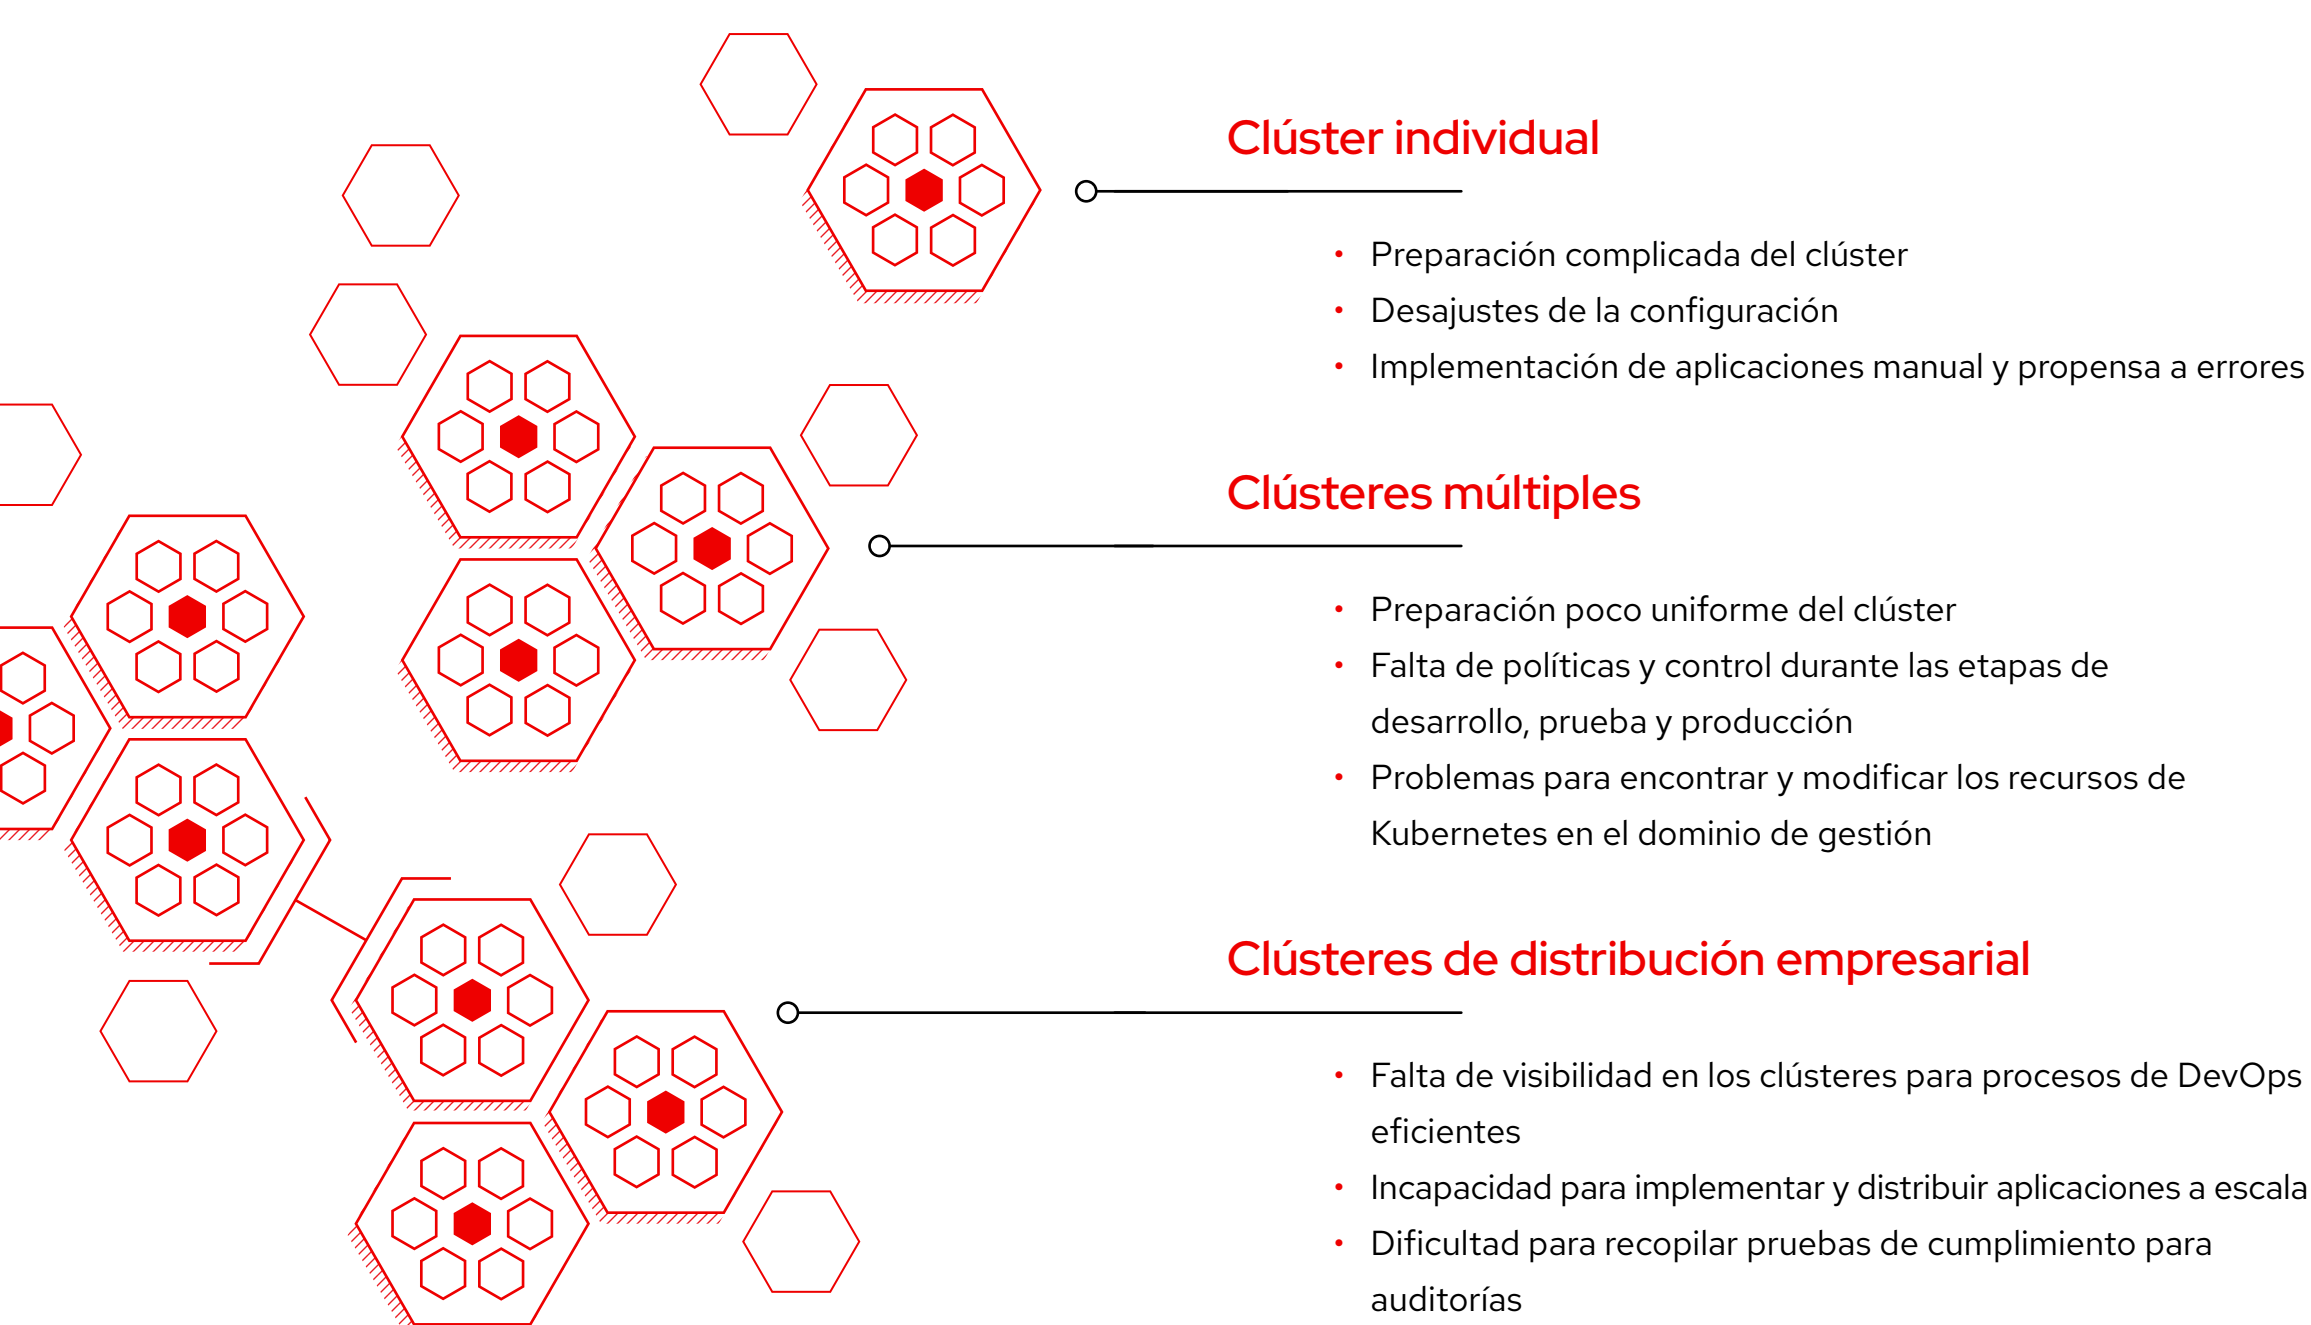 Clúster individual
• Preparación complicada del clúster
• Desajustes de la configuración
• Implementación de aplicaciones manual y propensa a errores
Clústeres múltiples
• Preparación poco uniforme del clúster
• Falta de políticas y control durante las etapas de
desarrollo, prueba y producción
• Problemas para encontrar y modificar los recursos de
Kubernetes en el dominio de gestión
Clústeres de distribución empresarial
• Falta de visibilidad en los clústeres para procesos de DevOps
eficientes
• Incapacidad para implementar y distribuir aplicaciones a escala
• Dificultad para recopilar pruebas de cumplimiento para
auditorías